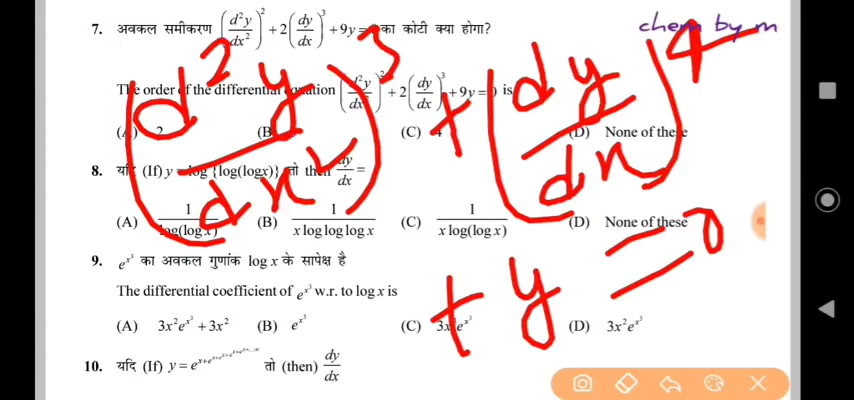 chem by m
7. अवकल समीकरण (d²y/dx²)² + 2(dy/dx)³ + 9y = का कोटी क्या होगा?
The order of the differential equation (d²y/dx²)² + 2(dy/dx)³ + 9y = 0 is
(A) 2 (B) (C) 4 (D) None of these
(d²y/dx²)³ + (dy/dx)⁴ + y = 0
8. यदि (If) y = log {log(logx)} तो then dy/dx =
(A) 1/log(log x) (B) 1/x log log log x (C) 1/x log(log x) (D) None of these
9. e^x³ का अवकल गुणांक log x के सापेक्ष है
The differential coefficient of e^x³ w.r. to log x is
(A) 3x²e^x³ + 3x² (B) e^x³ (C) 3x³e^x³ (D) 3x²e^x³
10. यदि (If) y = e^x+e^x+e^x+e^x+...∞ तो (then) dy/dx